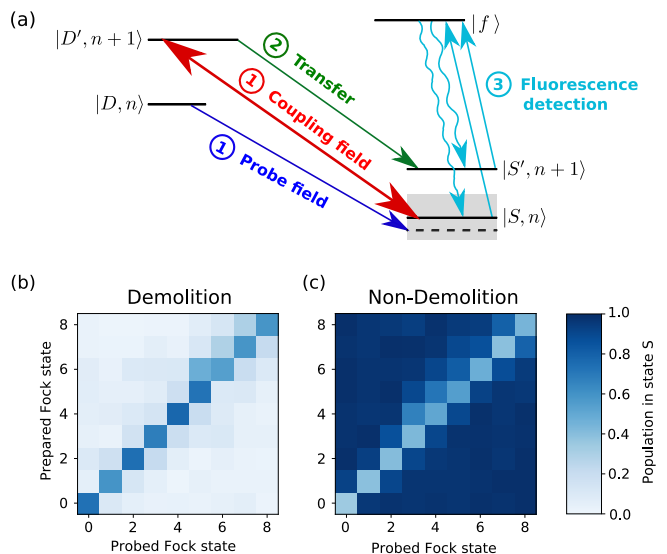 (a)
|f⟩
|D′, n + 1⟩
2 Transfer
1 Coupling field
3 Fluorescence
detection
|D, n⟩
1 Probe field
|S′, n + 1⟩
|S, n⟩
(b)
Demolition
(c)
Non-Demolition
Prepared Fock state
8
6
4
2
0
0 2 4 6 8
Probed Fock state
8
6
4
2
0
0 2 4 6 8
Probed Fock state
1.0
0.8
0.6
0.4
0.2
0.0
Population in state S